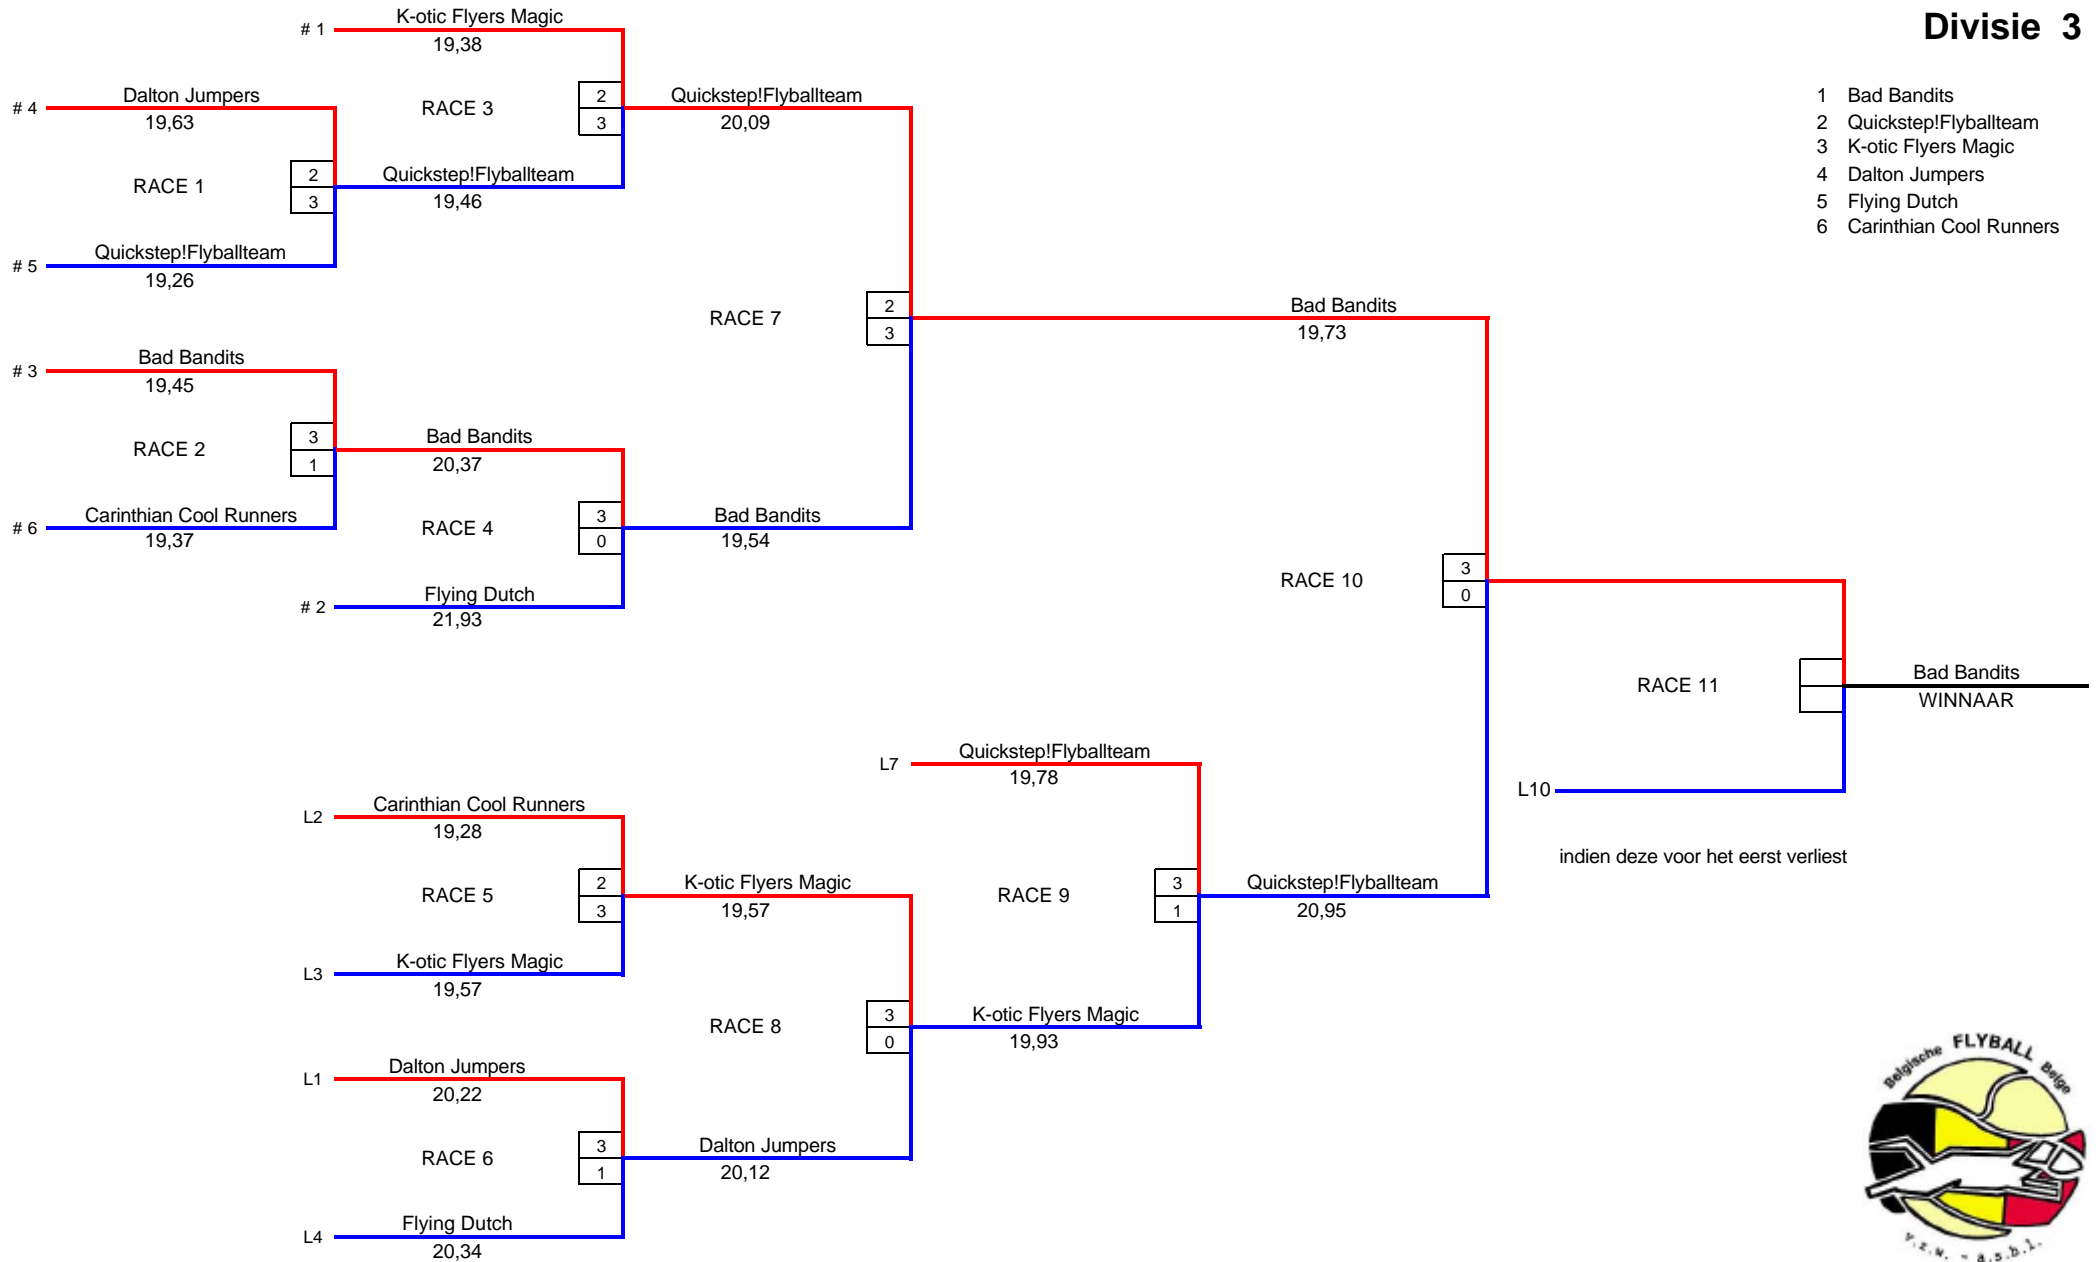 Divisie 3
1 Bad Bandits
2 Quickstep!Flyballteam
3 K-otic Flyers Magic
4 Dalton Jumpers
5 Flying Dutch
6 Carinthian Cool Runners
# 1 K-otic Flyers Magic
19,38
# 4 Dalton Jumpers
19,63
RACE 1
2
3
# 5 Quickstep!Flyballteam
19,26
RACE 3
2
3
Quickstep!Flyballteam
19,46
Quickstep!Flyballteam
20,09
# 3 Bad Bandits
19,45
RACE 2
3
1
# 6 Carinthian Cool Runners
19,37
Bad Bandits
20,37
RACE 4
3
0
# 2 Flying Dutch
21,93
Bad Bandits
19,54
RACE 7
2
3
Bad Bandits
19,73
RACE 10
3
0
RACE 11
Bad Bandits
WINNAAR
L10
indien deze voor het eerst verliest
L7 Quickstep!Flyballteam
19,78
L2 Carinthian Cool Runners
19,28
RACE 5
2
3
L3 K-otic Flyers Magic
19,57
K-otic Flyers Magic
19,57
RACE 8
3
0
RACE 9
3
1
Quickstep!Flyballteam
20,95
K-otic Flyers Magic
19,93
L1 Dalton Jumpers
20,22
RACE 6
3
1
L4 Flying Dutch
20,34
Dalton Jumpers
20,12
Belgische FLYBALL Belge
v.z.w. - a.s.b.l.